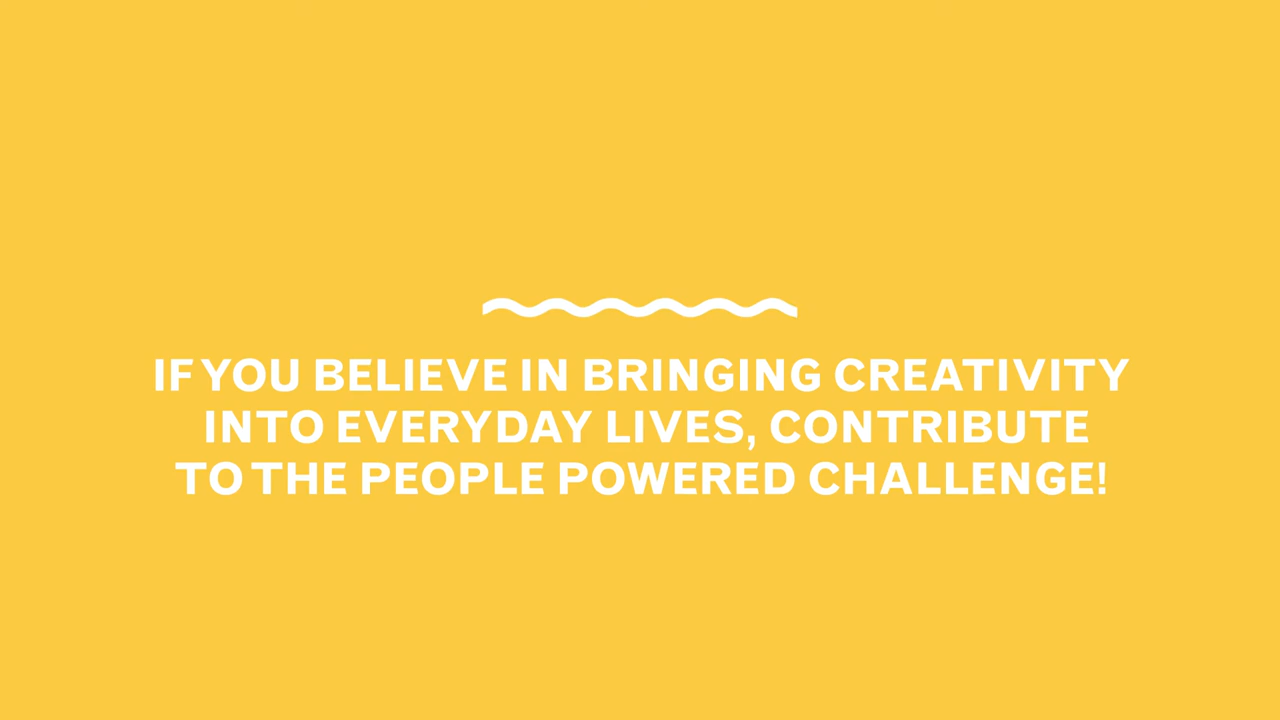 IF YOU BELIEVE IN BRINGING CREATIVITY
INTO EVERYDAY LIVES, CONTRIBUTE
TO THE PEOPLE POWERED CHALLENGE!